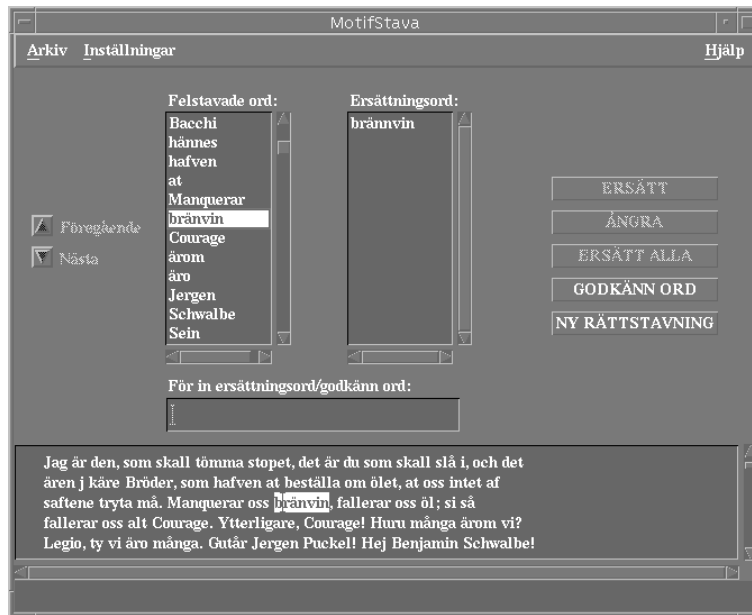 MotifStava
Arkiv Inställningar Hjälp
Felstavade ord:
Bacchi
hännes
hafven
at
Manquerar
bränvin
Courage
ärom
äro
Jergen
Schwalbe
Sein
Ersättningsord:
brännvin
Föregående
Nästa
ERSÄTT
ÅNGRA
ERSÄTT ALLA
GODKÄNN ORD
NY RÄTTSTAVNING
För in ersättningsord/godkänn ord:
Jag är den, som skall tömma stopet, det är du som skall slå i, och det
ären j käre Bröder, som hafven at beställa om ölet, at oss intet af
saftene tryta må. Manquerar oss bränvin, fallerar oss öl; si så
fallerar oss alt Courage. Ytterligare, Courage! Huru många ärom vi?
Legio, ty vi äro många. Gutår Jergen Puckel! Hej Benjamin Schwalbe!